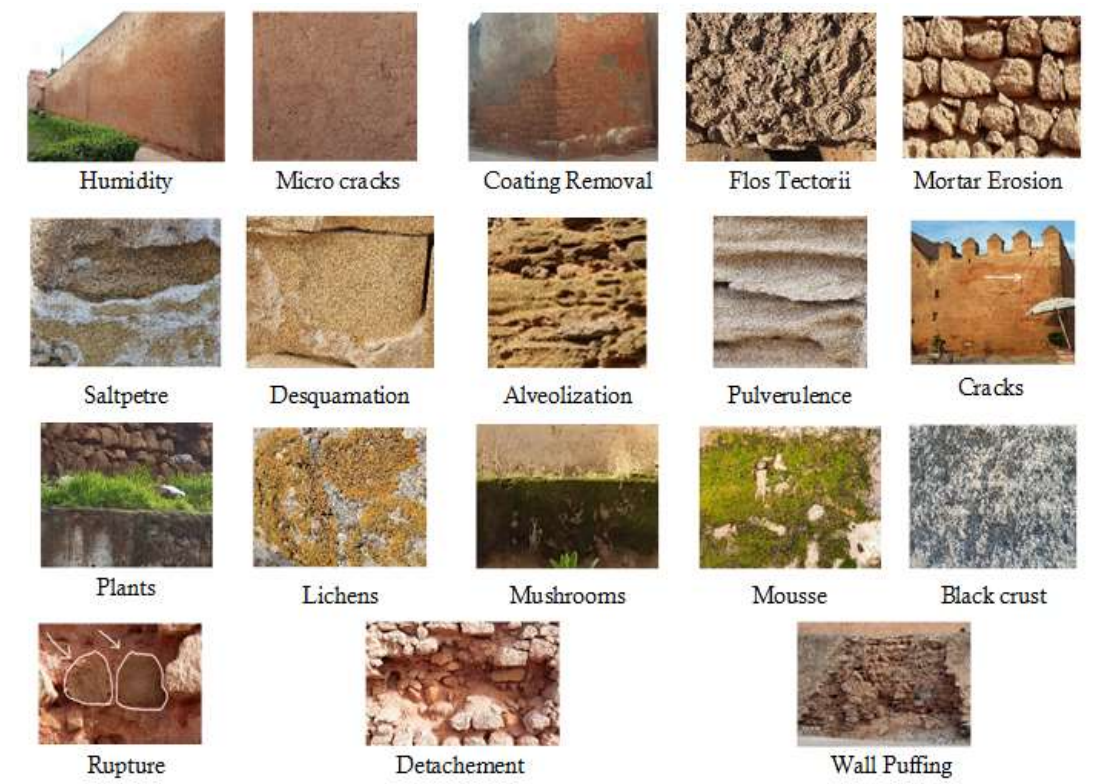 Humidity
Micro cracks
Coating Removal
Flos Tectorii
Mortar Erosion
Saltpetre
Desquamation
Alveolization
Pulverulence
Cracks
Plants
Lichens
Mushrooms
Mousse
Black crust
Rupture
Detachement
Wall Puffing